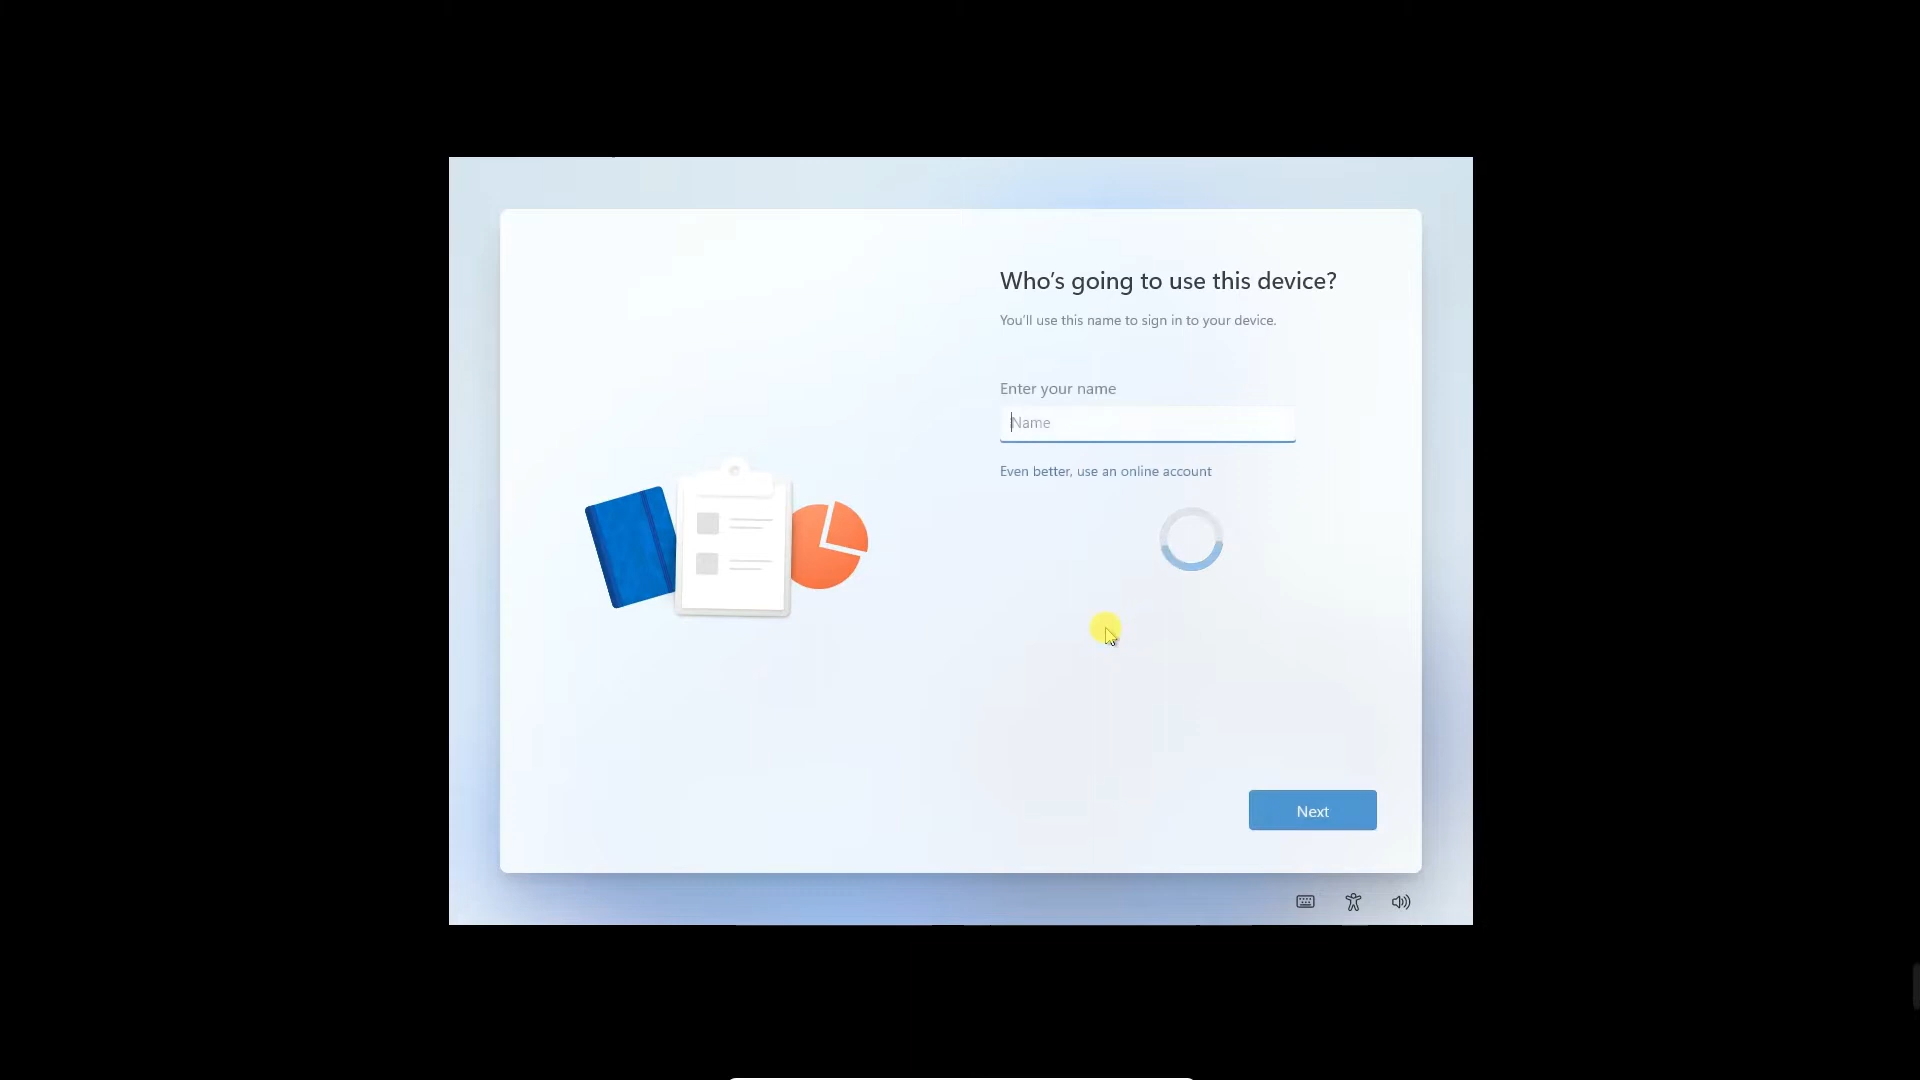 Who's going to use this device?
You'll use this name to sign in to your device.
Enter your name
Name
Even better, use an online account
Next